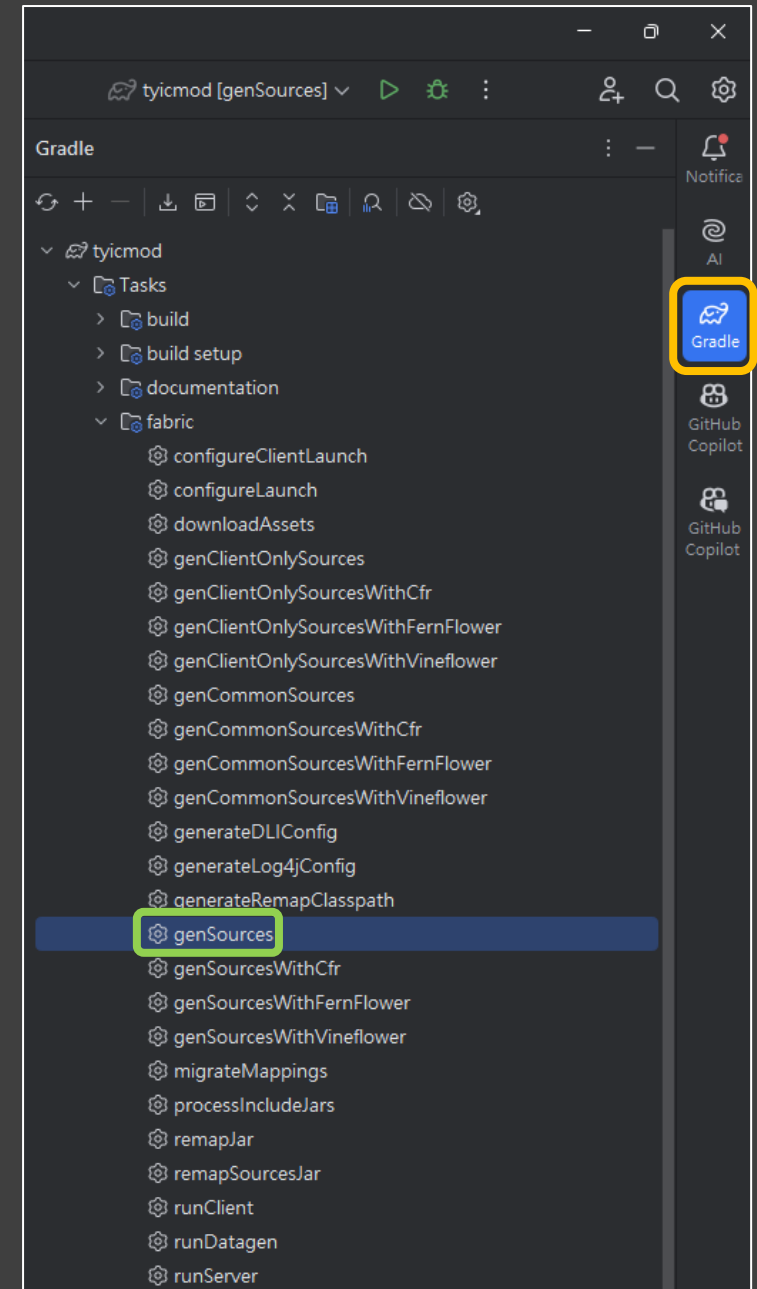 tyicmod [genSources]
Gradle
Notifica
AI
Gradle
GitHub
Copilot
GitHub
Copilot
tyicmod
Tasks
build
build setup
documentation
fabric
configureClientLaunch
configureLaunch
downloadAssets
genClientOnlySources
genClientOnlySourcesWithCfr
genClientOnlySourcesWithFernFlower
genClientOnlySourcesWithVineflower
genCommonSources
genCommonSourcesWithCfr
genCommonSourcesWithFernFlower
genCommonSourcesWithVineflower
generateDLIConfig
generateLog4jConfig
generateRemapClasspath
genSources
genSourcesWithCfr
genSourcesWithFernFlower
genSourcesWithVineflower
migrateMappings
processIncludeJars
remapJar
remapSourcesJar
runClient
runDatagen
runServer